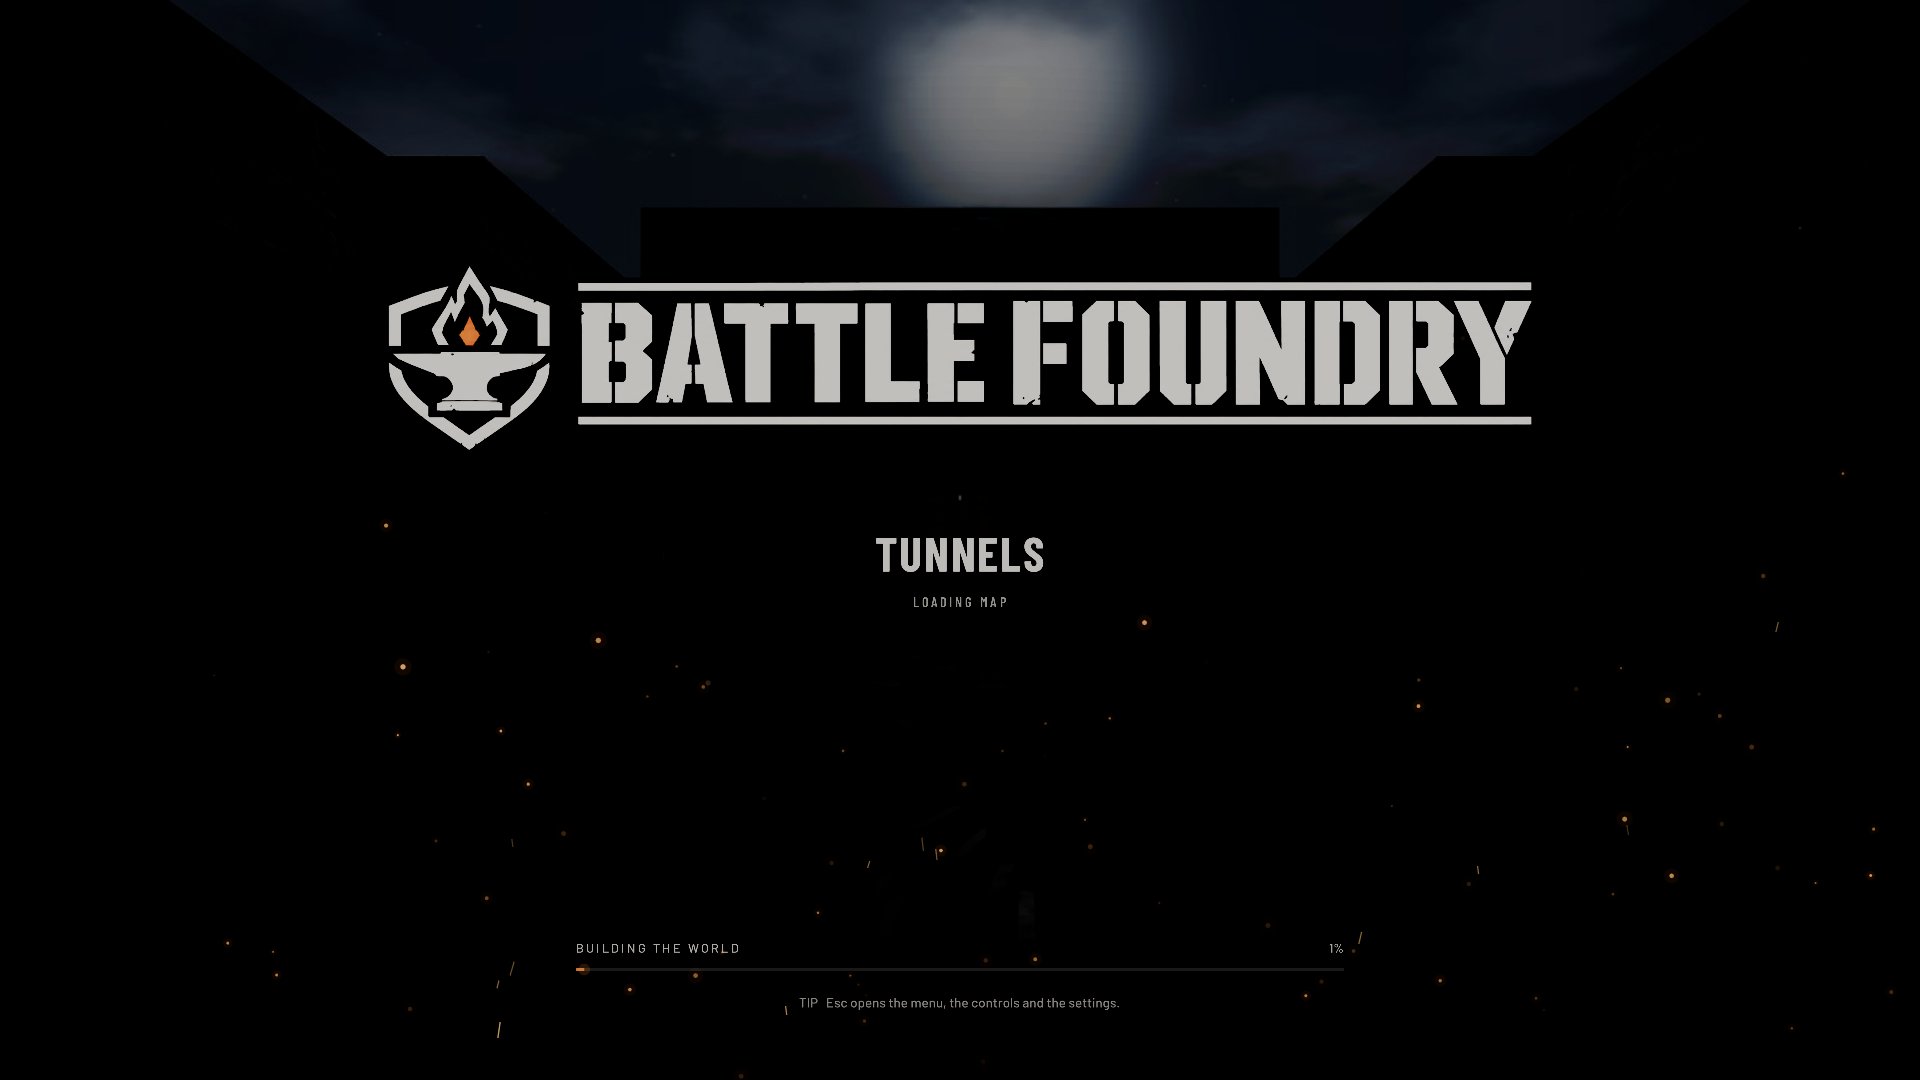 BATTLE FOUNDRY
TUNNELS
LOADING MAP
BUILDING THE WORLD 1%
TIP Esc opens the menu, the controls and the settings.